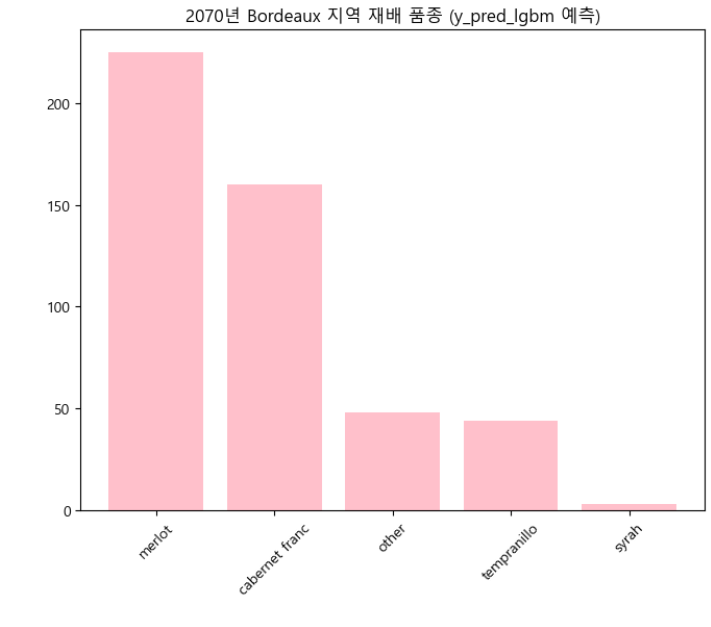 2070년 Bordeaux 지역 재배 품종 (y_pred_lgbm 예측)
200
150
100
50
0
merlot
cabernet franc
other
tempranillo
syrah